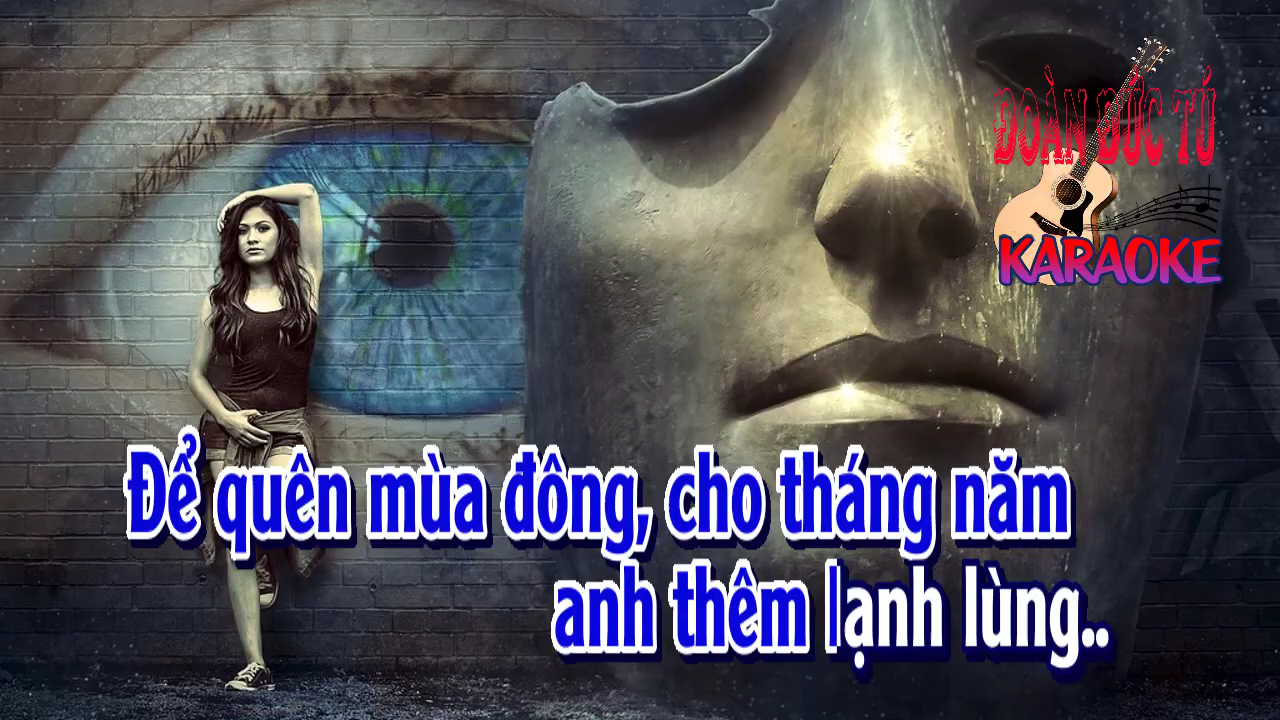 ĐOÀN ĐỨC TÚ
KARAOKE
Để quên mùa đông, cho tháng năm
anh thêm lạnh lùng..